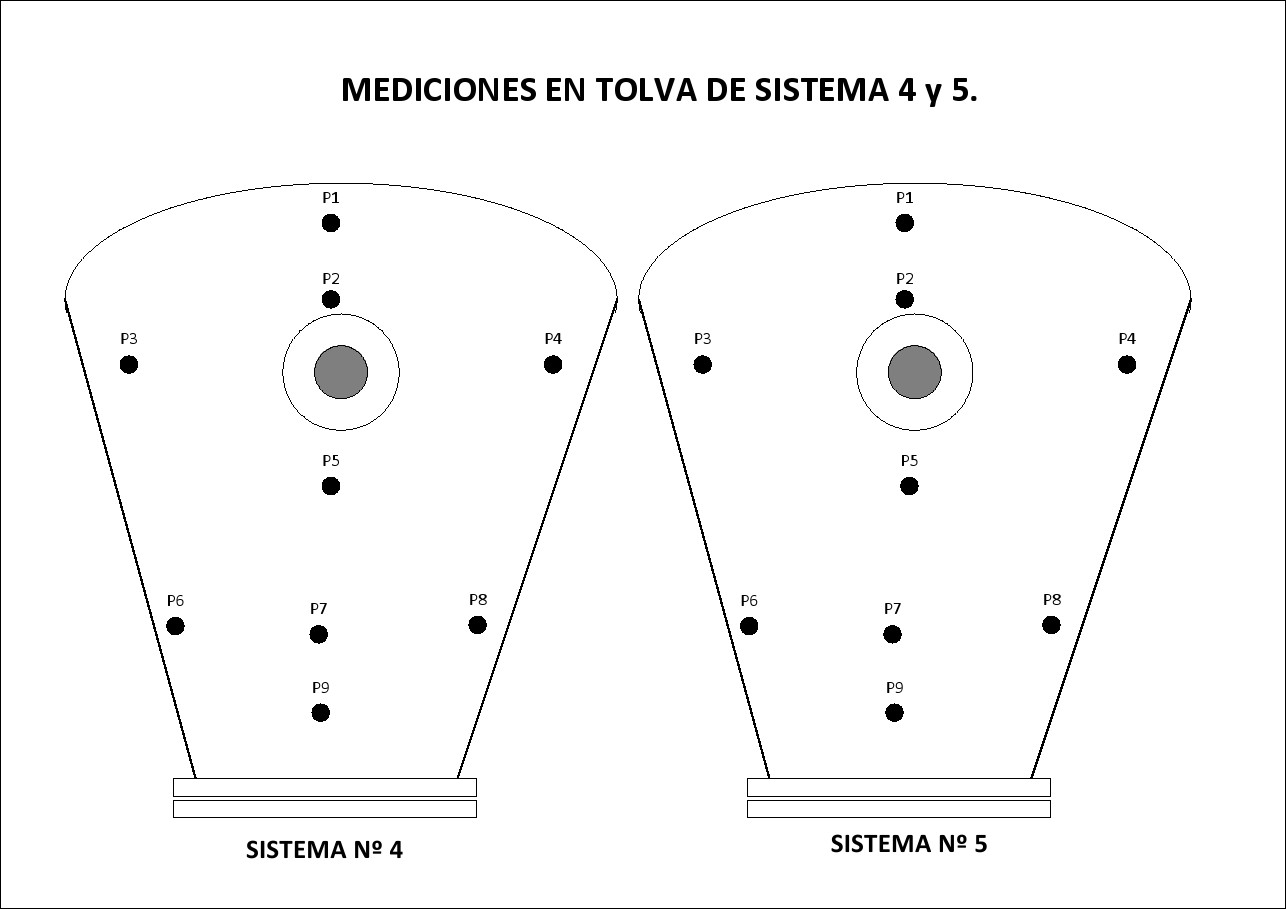 MEDICIONES EN TOLVA DE SISTEMA 4 y 5.
P1
P2
P3
P4
P5
P6
P7
P8
P9
SISTEMA Nº 4
P1
P2
P3
P4
P5
P6
P7
P8
P9
SISTEMA Nº 5